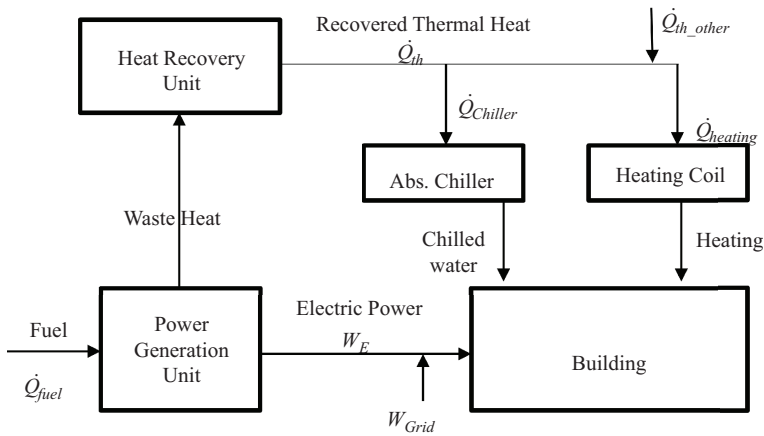 Recovered Thermal Heat
Q̇th
Q̇th_other
Heat Recovery
Unit
Q̇Chiller
Q̇heating
Abs. Chiller
Heating Coil
Waste Heat
Chilled
water
Heating
Fuel
Q̇fuel
Power
Generation
Unit
Electric Power
WE
WGrid
Building